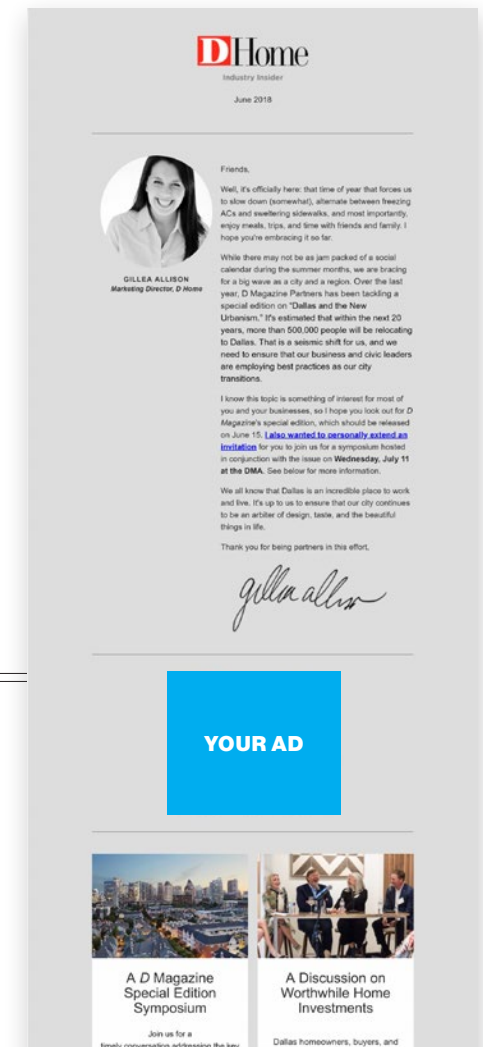 D Home
Industry Insider
June 2018
Friends,
Well, it's officially here: that time of year that forces us
to slow down (somewhat), alternate between freezing
ACs and sweltering sidewalks, and most importantly,
enjoy meals, trips, and time with friends and family. I
hope you're embracing it so far.
GILLEA ALLISON
Marketing Director, D Home
While there may not be as jam packed of a social
calendar during the summer months, we are bracing
for a big wave as a city and a region. Over the last
year, D Magazine Partners has been tackling a
special edition on "Dallas and the New
Urbanism." It's estimated that within the next 20
years, more than 500,000 people will be relocating
to Dallas. That is a seismic shift for us, and we
need to ensure that our business and civic leaders
are employing best practices as our city
transitions.
I know this topic is something of interest for most of
you and your businesses, so I hope you look out for D
Magazine's special edition, which should be released
on June 15. I also wanted to personally extend an
invitation for you to join us for a symposium hosted
in conjunction with the issue on Wednesday, July 11
at the DMA. See below for more information.
We all know that Dallas is an incredible place to work
and live. It's up to us to ensure that our city continues
to be an arbiter of design, taste, and the beautiful
things in life.
Thank you for being partners in this effort,
gillea allison
YOUR AD
A D Magazine
Special Edition
Symposium
Join us for a
timely conversation addressing the key
A Discussion on
Worthwhile Home
Investments
Dallas homeowners, buyers, and